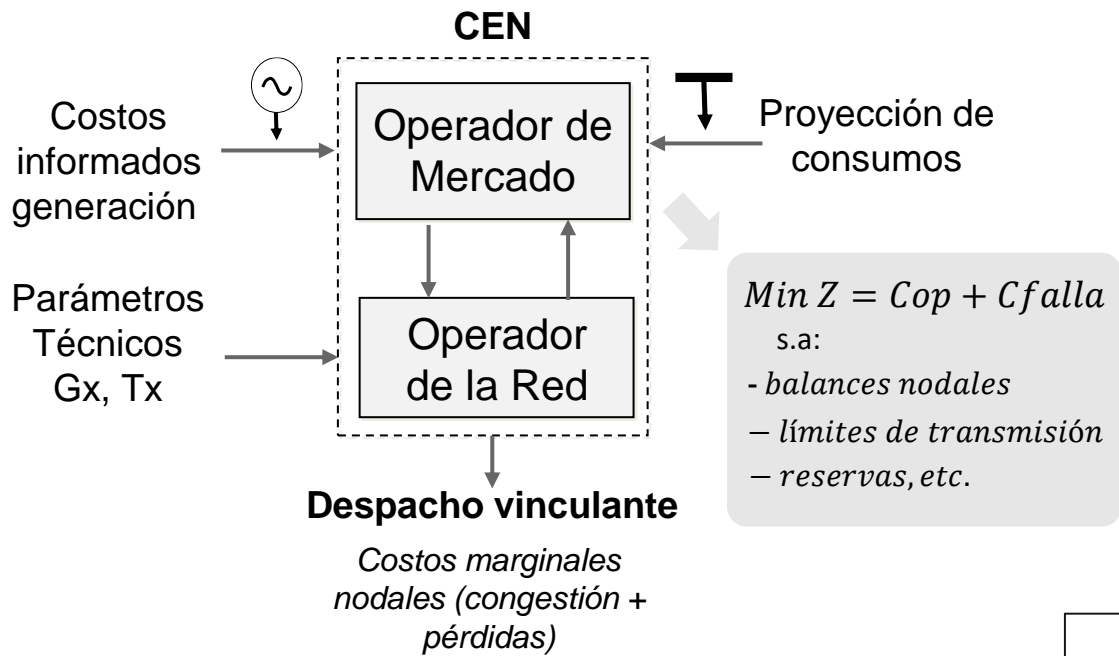 CEN
Costos
informados
generación
Operador de
Mercado
Proyección de
consumos
Parámetros
Técnicos
Gx, Tx
Operador
de la Red
Min Z = Cop + Cfalla
s.a:
- balances nodales
− límites de transmisión
− reservas, etc.
Despacho vinculante
Costos marginales
nodales (congestión +
pérdidas)